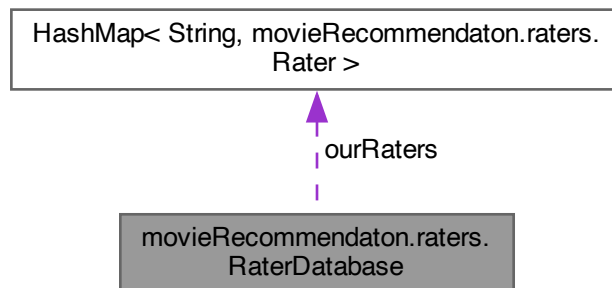 HashMap< String, movieRecommendaton.raters.
Rater >
ourRaters
movieRecommendaton.raters.
RaterDatabase